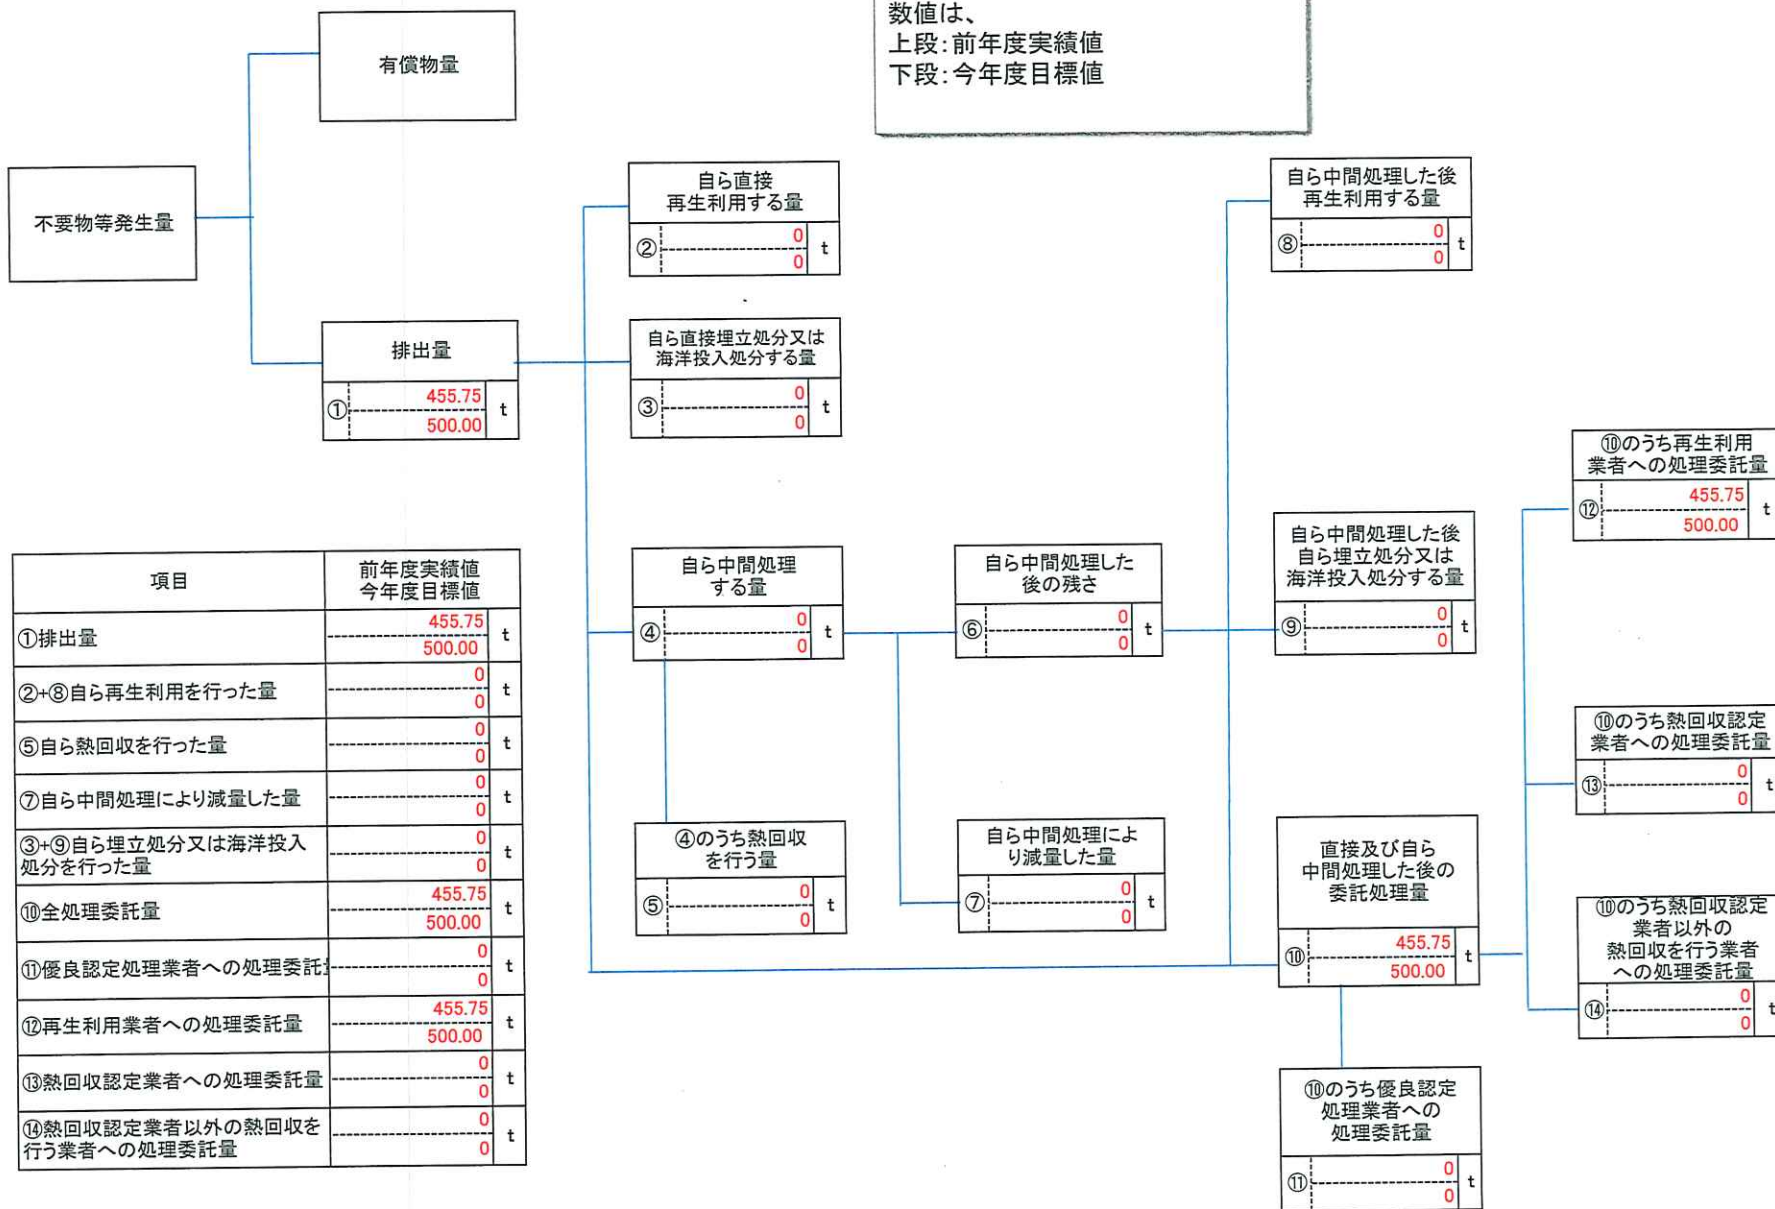 数値は、
上段:前年度実績値
下段:今年度目標値
有償物量
不要物等発生量
排出量
① 455.75 t
500.00
自ら直接
再生利用する量
② 0 t
0
自ら直接埋立処分又は
海洋投入処分する量
③ 0 t
0
自ら中間処理
する量
④ 0 t
0
④のうち熱回収
を行う量
⑤ 0 t
0
自ら中間処理した
後の残さ
⑥ 0 t
0
自ら中間処理によ
り減量した量
⑦ 0 t
0
自ら中間処理した後
再生利用する量
⑧ 0 t
0
自ら中間処理した後
自ら埋立処分又は
海洋投入処分する量
⑨ 0 t
0
直接及び自ら
中間処理した後の
委託処理量
⑩ 455.75 t
500.00
⑩のうち優良認定
処理業者への
処理委託量
⑪ 0 t
0
⑩のうち再生利用
業者への処理委託量
⑫ 455.75 t
500.00
⑩のうち熱回収認定
業者への処理委託量
⑬ 0 t
0
⑩のうち熱回収認定
業者以外の
熱回収を行う業者
への処理委託量
⑭ 0 t
0
項目 前年度実績値
今年度目標値
①排出量 455.75 t
500.00
②+⑧自ら再生利用を行った量 0 t
0
⑤自ら熱回収を行った量 0 t
0
⑦自ら中間処理により減量した量 0 t
0
③+⑨自ら埋立処分又は海洋投入 0 t
処分を行った量 0
⑩全処理委託量 455.75 t
500.00
⑪優良認定処理業者への処理委託 0 t
0
⑫再生利用業者への処理委託量 455.75 t
500.00
⑬熱回収認定業者への処理委託量 0 t
0
⑭熱回収認定業者以外の熱回収を 0 t
行う業者への処理委託量 0